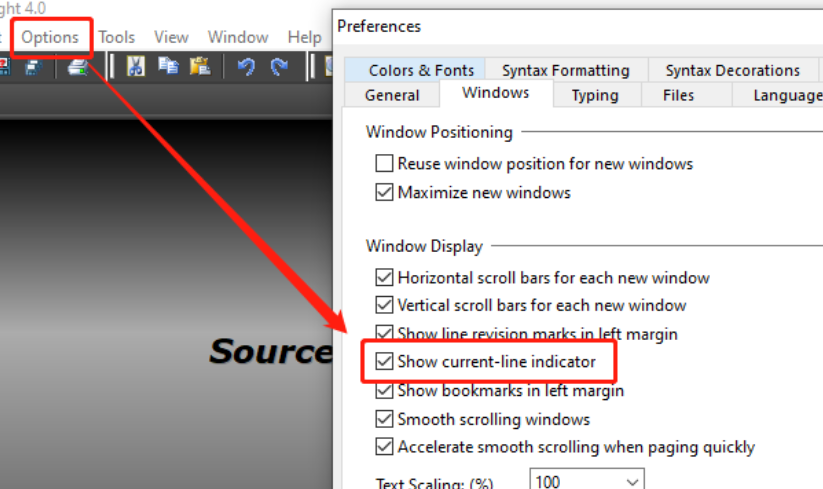 ght 4.0
Options Tools View Window Help
Source
Preferences
Colors & Fonts Syntax Formatting Syntax Decorations
General Windows Typing Files Language
Window Positioning
Reuse window position for new windows
Maximize new windows
Window Display
Horizontal scroll bars for each new window
Vertical scroll bars for each new window
Show line revision marks in left margin
Show current-line indicator
Show bookmarks in left margin
Smooth scrolling windows
Accelerate smooth scrolling when paging quickly
Text Scaling: (%) 100